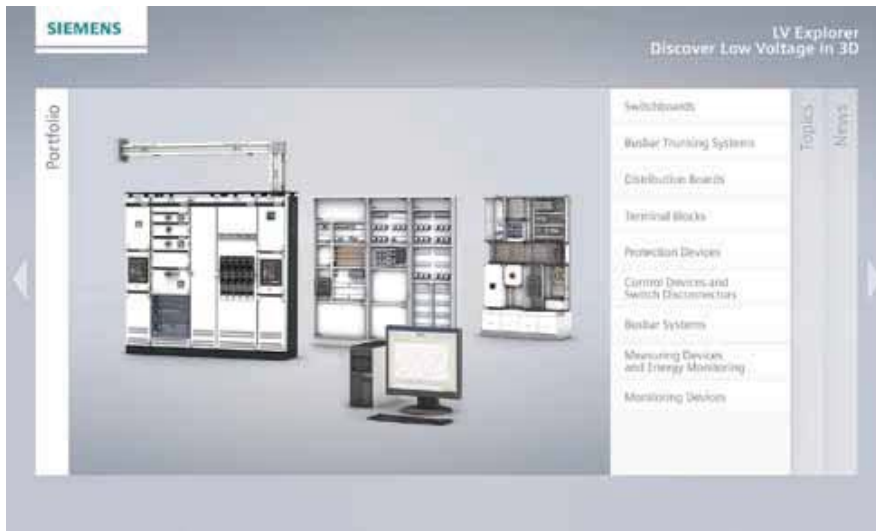 SIEMENS
LV Explorer
Discover Low Voltage in 3D
Portfolio
Switchboards
Busbar Trunking Systems
Distribution Boards
Terminal Blocks
Protection Devices
Control Devices and
Switch Disconnectors
Busbar Systems
Measuring Devices
and Energy Monitoring
Monitoring Devices
Topics
News